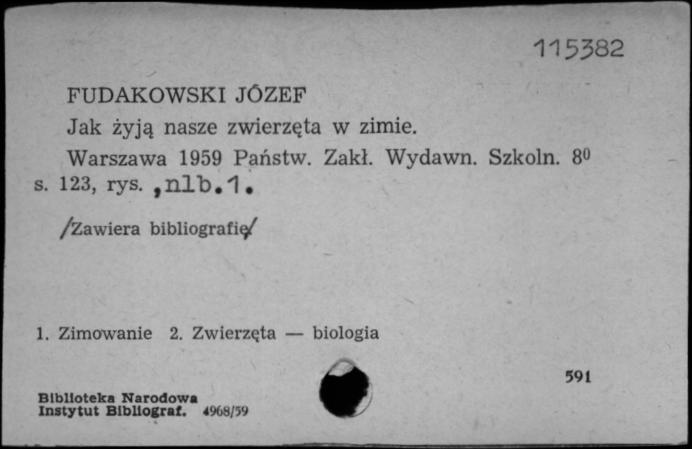 115382
FUDAKOWSKI JÓZEF
Jak żyją nasze zwierzęta w zimie.
Warszawa 1959 Państw. Zakł. Wydawn. Szkoln. 8⁰
s. 123, rys. ,nlb.1.
/Zawiera bibliografię/
1. Zimowanie 2. Zwierzęta — biologia
591
Biblioteka Narodowa
Instytut Bibliograf. 4968/59